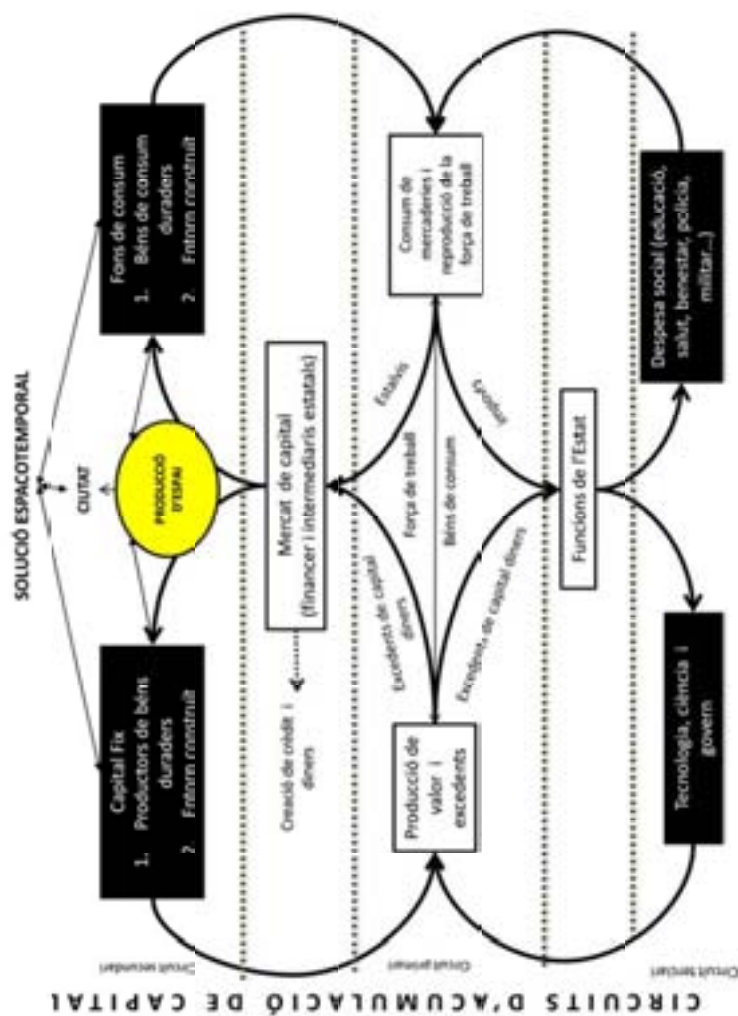 SOLUCIÓ ESPACOTEMPORAL
CIUTAT
Capital Fix
1. Productors de béns
duraders
2. Entorn construït
PRODUCCIÓ
D'ESPAI
Fons de consum
1. Béns de consum
duraders
2. Entorn construït
Circuit secundari
Creació de crèdit i
diners
Mercat de capital
(financer i intermediaris estatals)
Excedents de capital
diners
Estalvis
Força de treball
Producció de
valor i
excedents
Béns de consum
Consum de
mercaderies i
reproducció de la
força de treball
Circuit primari
Excedents de capital diners
Impost
Funcions de l'Estat
Tecnologia, ciència i
govern
Despesa social (educació,
salut, benestar, policia,
militar...)
Circuit terciari
CIRCUITS D'ACUMULACIÓ DE CAPITAL